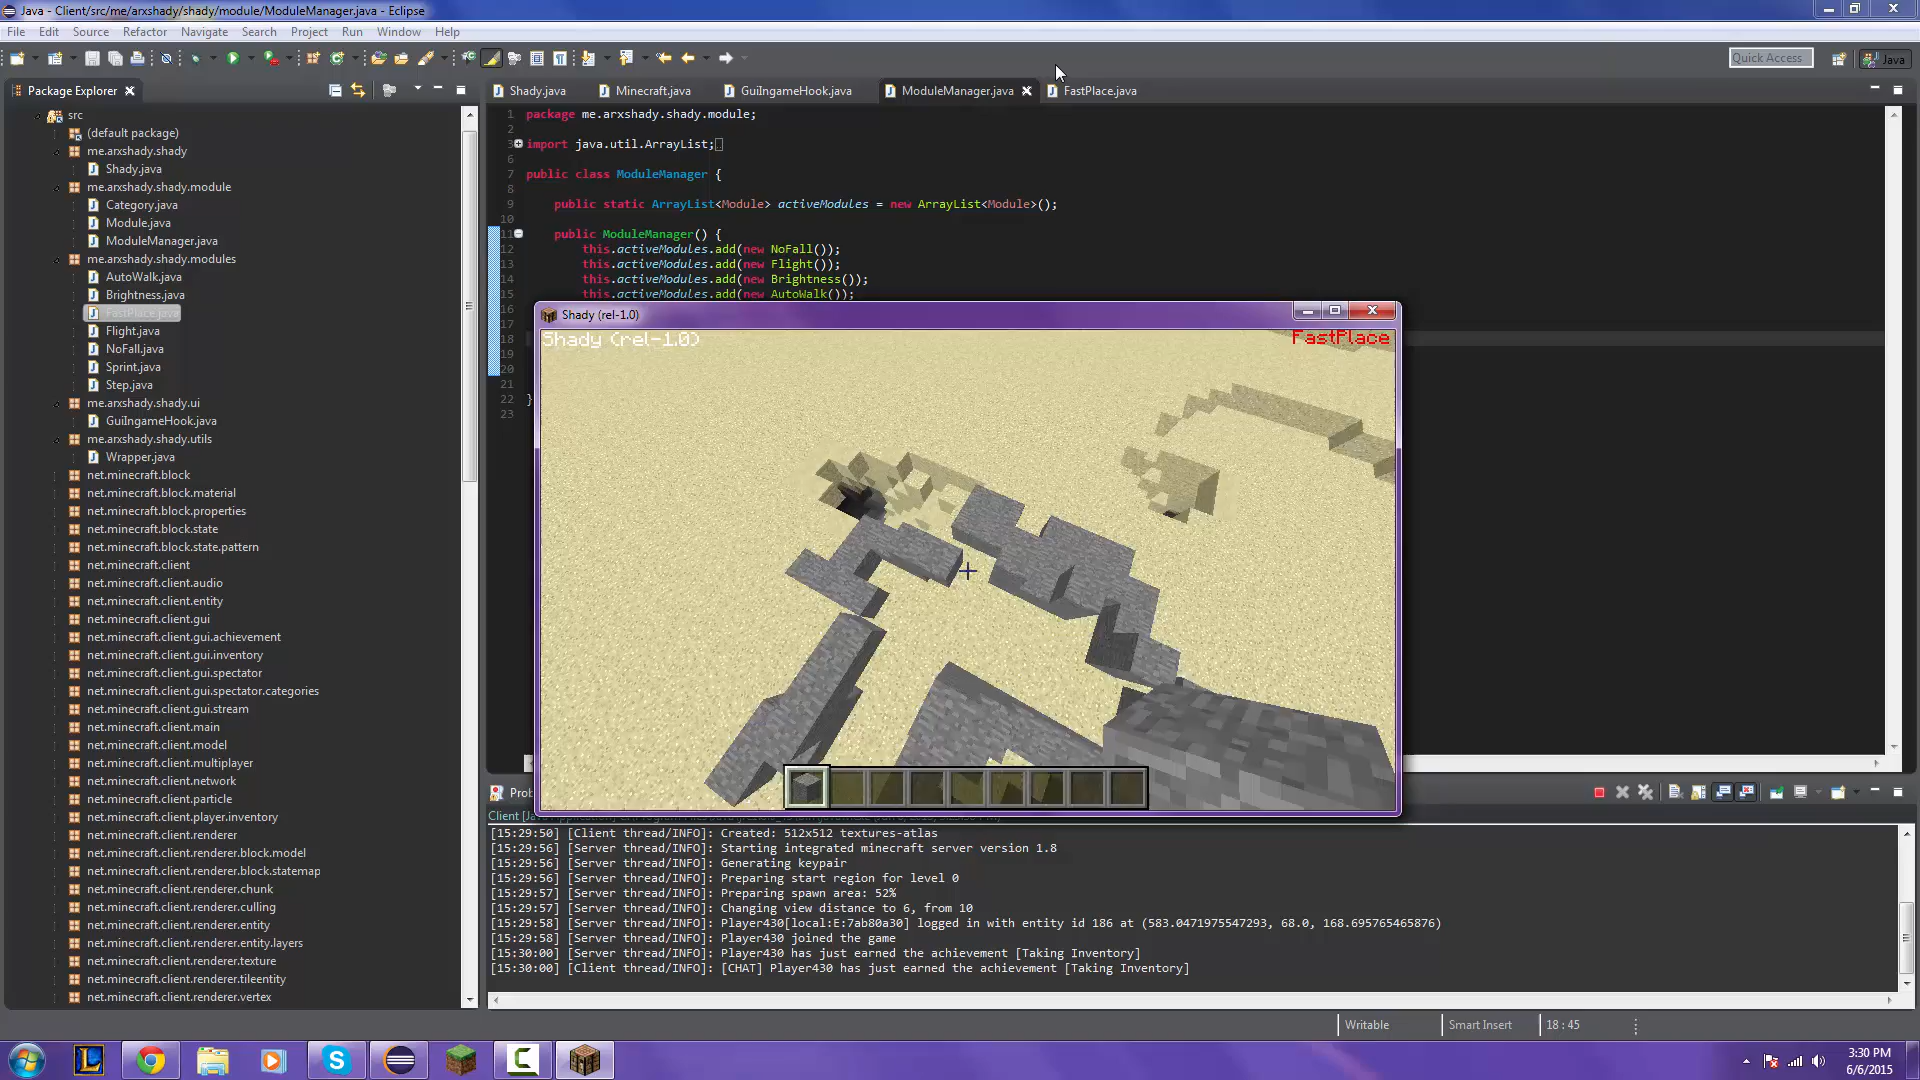 Java - Client/src/me/arxshady/shady/module/ModuleManager.java - Eclipse
File Edit Source Refactor Navigate Search Project Run Window Help
Quick Access
Java
Package Explorer
Shady.java Minecraft.java GuiIngameHook.java ModuleManager.java FastPlace.java
src
(default package)
me.arxshady.shady
Shady.java
me.arxshady.shady.module
Category.java
Module.java
ModuleManager.java
me.arxshady.shady.modules
AutoWalk.java
Brightness.java
FastPlace.java
Flight.java
NoFall.java
Sprint.java
Step.java
me.arxshady.shady.ui
GuiIngameHook.java
me.arxshady.shady.utils
Wrapper.java
net.minecraft.block
net.minecraft.block.material
net.minecraft.block.properties
net.minecraft.block.state
net.minecraft.block.state.pattern
net.minecraft.client
net.minecraft.client.audio
net.minecraft.client.entity
net.minecraft.client.gui
net.minecraft.client.gui.achievement
net.minecraft.client.gui.inventory
net.minecraft.client.gui.spectator
net.minecraft.client.gui.spectator.categories
net.minecraft.client.gui.stream
net.minecraft.client.main
net.minecraft.client.model
net.minecraft.client.multiplayer
net.minecraft.client.network
net.minecraft.client.particle
net.minecraft.client.player.inventory
net.minecraft.client.renderer
net.minecraft.client.renderer.block.model
net.minecraft.client.renderer.block.statemap
net.minecraft.client.renderer.chunk
net.minecraft.client.renderer.culling
net.minecraft.client.renderer.entity
net.minecraft.client.renderer.entity.layers
net.minecraft.client.renderer.texture
net.minecraft.client.renderer.tileentity
net.minecraft.client.renderer.vertex
1 package me.arxshady.shady.module;
2
3 import java.util.ArrayList;
6
7 public class ModuleManager {
8
9 public static ArrayList<Module> activeModules = new ArrayList<Module>();
10
11 public ModuleManager() {
12 this.activeModules.add(new NoFall());
13 this.activeModules.add(new Flight());
14 this.activeModules.add(new Brightness());
15 this.activeModules.add(new AutoWalk());
16
17
18
19
20
21
22 }
23
Shady (rel-1.0)
Shady (rel-1.0)
FastPlace
Prob
[15:29:50] [Client thread/INFO]: Created: 512x512 textures-atlas
[15:29:56] [Server thread/INFO]: Starting integrated minecraft server version 1.8
[15:29:56] [Server thread/INFO]: Generating keypair
[15:29:56] [Server thread/INFO]: Preparing start region for level 0
[15:29:57] [Server thread/INFO]: Preparing spawn area: 52%
[15:29:57] [Server thread/INFO]: Changing view distance to 6, from 10
[15:29:58] [Server thread/INFO]: Player430[local:E:7ab80a30] logged in with entity id 186 at (583.0471975547293, 68.0, 168.695765465876)
[15:29:58] [Server thread/INFO]: Player430 joined the game
[15:30:00] [Server thread/INFO]: Player430 has just earned the achievement [Taking Inventory]
[15:30:00] [Client thread/INFO]: [CHAT] Player430 has just earned the achievement [Taking Inventory]
Writable Smart Insert 18 : 45
3:30 PM
6/6/2015